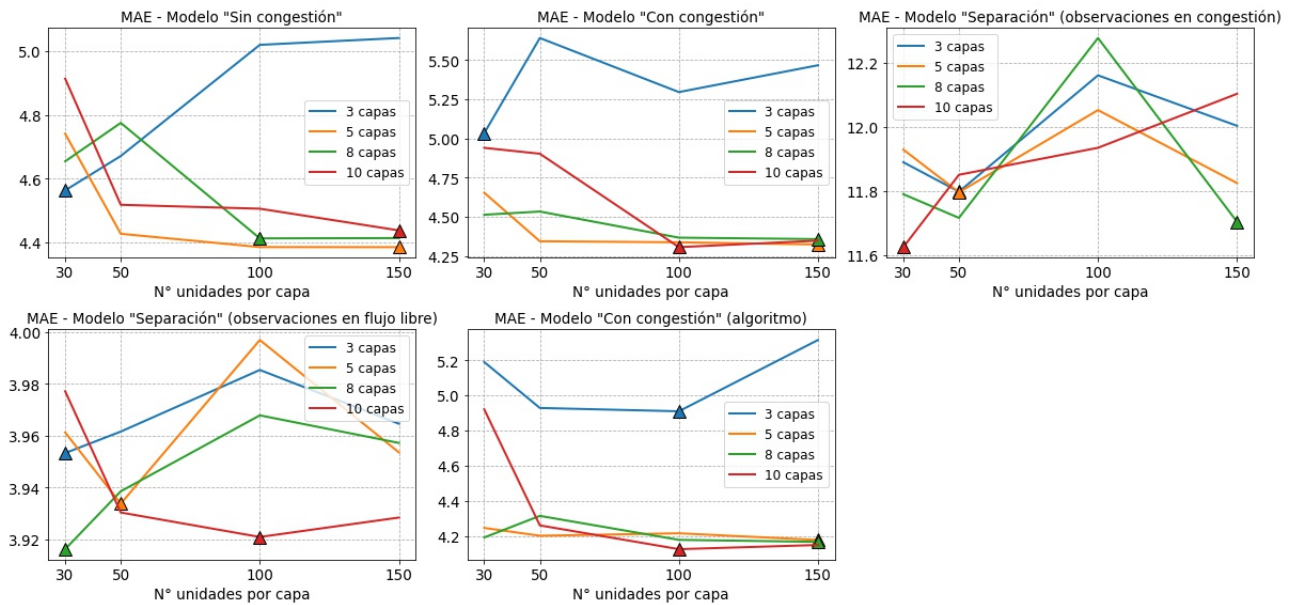 MAE - Modelo "Sin congestión"
5.0
4.8
4.6
4.4
3 capas
5 capas
8 capas
10 capas
30 50 100 150
N° unidades por capa
MAE - Modelo "Con congestión"
5.50
5.25
5.00
4.75
4.50
4.25
3 capas
5 capas
8 capas
10 capas
30 50 100 150
N° unidades por capa
MAE - Modelo "Separación" (observaciones en congestión)
12.2
12.0
11.8
11.6
3 capas
5 capas
8 capas
10 capas
30 50 100 150
N° unidades por capa
MAE - Modelo "Separación" (observaciones en flujo libre)
4.00
3.98
3.96
3.94
3.92
3 capas
5 capas
8 capas
10 capas
30 50 100 150
N° unidades por capa
MAE - Modelo "Con congestión" (algoritmo)
5.2
5.0
4.8
4.6
4.4
4.2
3 capas
5 capas
8 capas
10 capas
30 50 100 150
N° unidades por capa